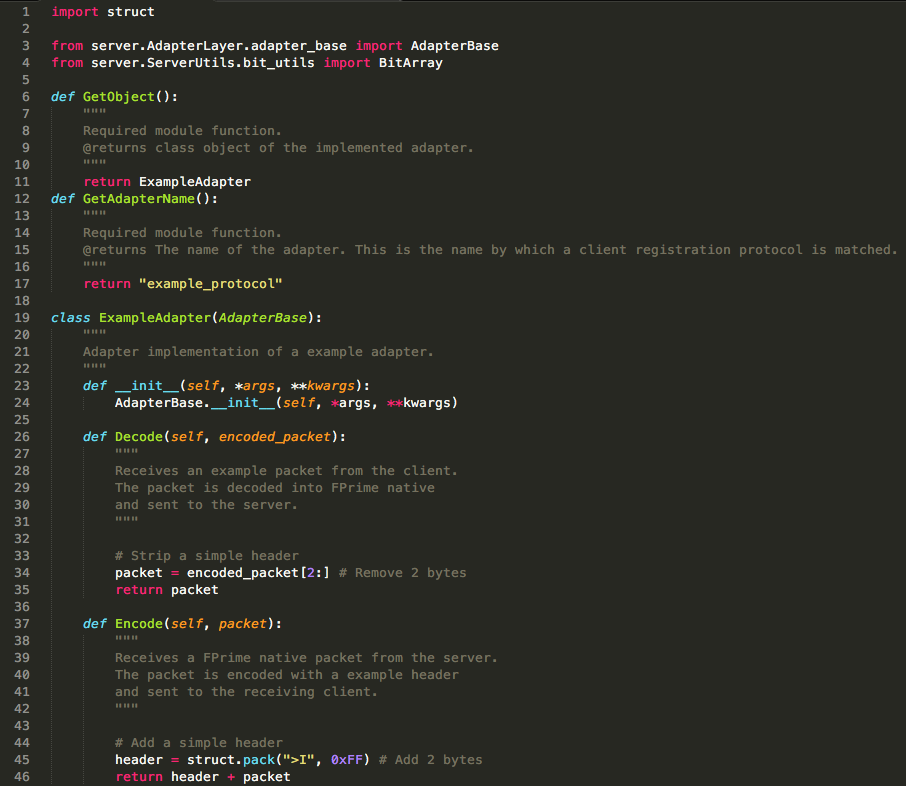 1 import struct
2
3 from server.AdapterLayer.adapter_base import AdapterBase
4 from server.ServerUtils.bit_utils import BitArray
5
6 def GetObject():
7     """
8     Required module function.
9     @returns class object of the implemented adapter.
10     """
11     return ExampleAdapter
12 def GetAdapterName():
13     """
14     Required module function.
15     @returns The name of the adapter. This is the name by which a client registration protocol is matched.
16     """
17     return "example_protocol"
18
19 class ExampleAdapter(AdapterBase):
20     """
21     Adapter implementation of a example adapter.
22     """
23     def __init__(self, *args, **kwargs):
24         AdapterBase.__init__(self, *args, **kwargs)
25
26     def Decode(self, encoded_packet):
27         """
28         Receives an example packet from the client.
29         The packet is decoded into FPrime native
30         and sent to the server.
31         """
32
33         # Strip a simple header
34         packet = encoded_packet[2:] # Remove 2 bytes
35         return packet
36
37     def Encode(self, packet):
38         """
39         Receives a FPrime native packet from the server.
40         The packet is encoded with a example header
41         and sent to the receiving client.
42         """
43
44         # Add a simple header
45         header = struct.pack(">I", 0xFF) # Add 2 bytes
46         return header + packet